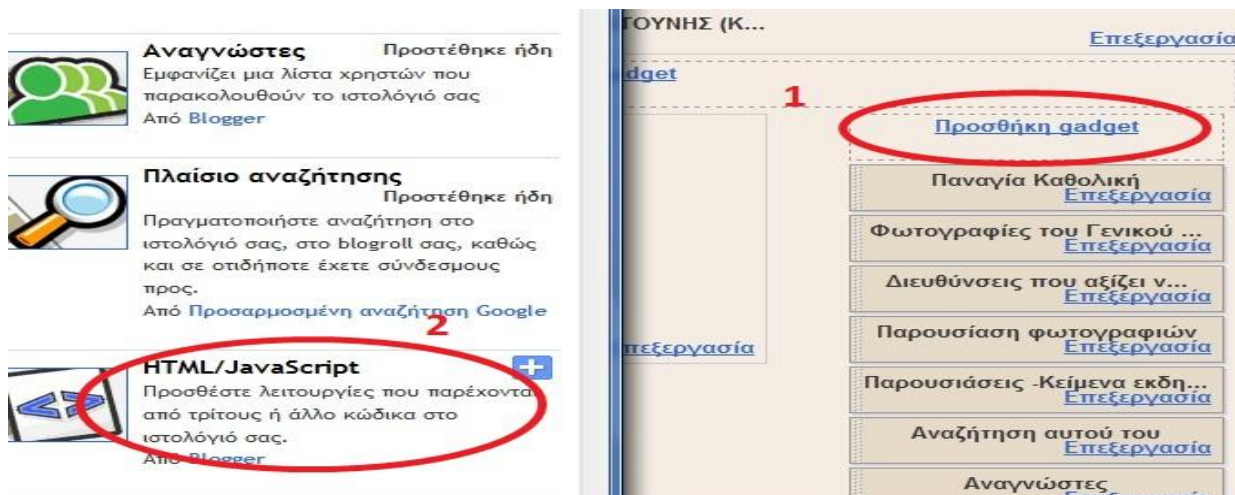 Αναγνώστες
Προστέθηκε ήδη
Εμφανίζει μια λίστα χρηστών που
παρακολουθούν το ιστολόγιό σας
Από Blogger
Πλαίσιο αναζήτησης
Προστέθηκε ήδη
Πραγματοποιήστε αναζήτηση στο
ιστολόγιό σας, στο blogroll σας, καθώς
και σε οτιδήποτε έχετε σύνδεσμους
προς.
Από Προσαρμοσμένη αναζήτηση Google
2
HTML/JavaScript
Προσθέστε λειτουργίες που παρέχονται
από τρίτους ή άλλο κώδικα στο
ιστολόγιό σας.
Από Blogger
ΤΟΥΝΗΣ (Κ...
Επεξεργασία
dget
1
Προσθήκη gadget
Παναγία Καθολική
Επεξεργασία
Φωτογραφίες του Γενικού ...
Επεξεργασία
Διευθύνσεις που αξίζει ν...
Επεξεργασία
Παρουσίαση φωτογραφιών
Επεξεργασία
πεξεργασία
Παρουσιάσεις -Κείμενα εκδη...
Επεξεργασία
Αναζήτηση αυτού του
Επεξεργασία
Αναγνώστες